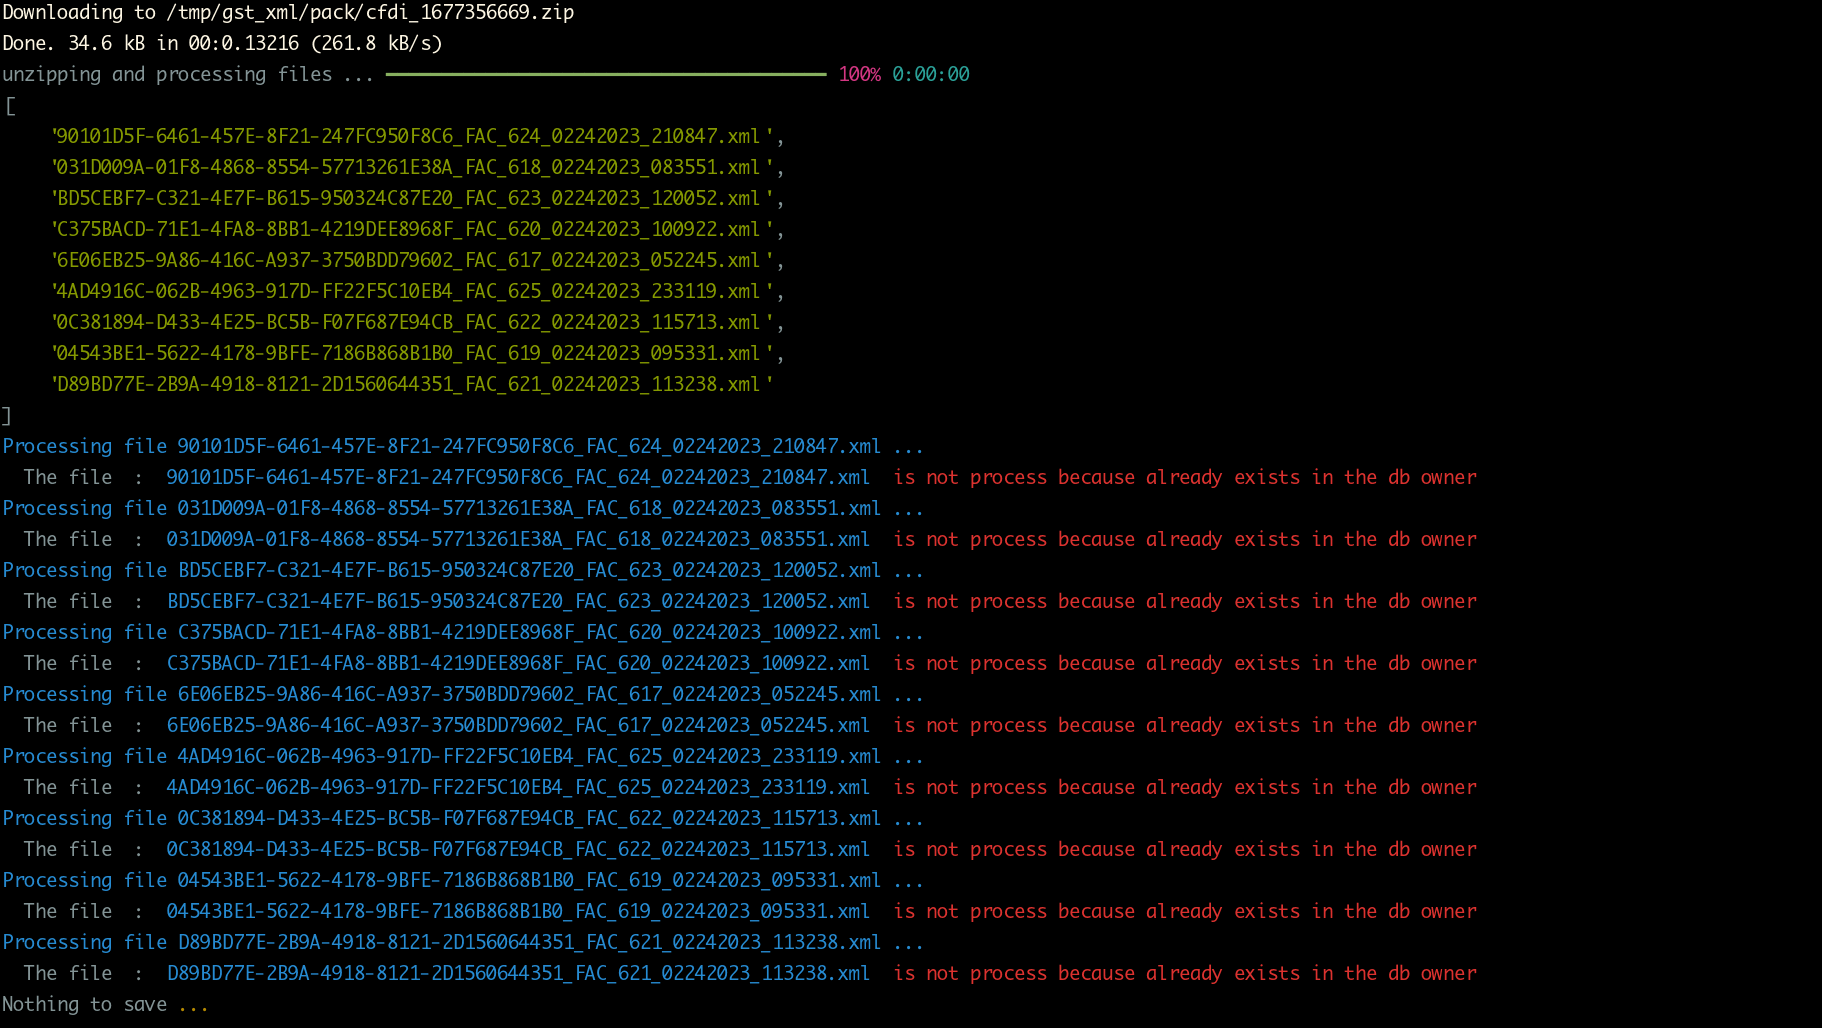 Downloading to /tmp/gst_xml/pack/cfdi_1677356669.zip
Done. 34.6 kB in 00:0.13216 (261.8 kB/s)
unzipping and processing files ... 100% 0:00:00
[
'90101D5F-6461-457E-8F21-247FC950F8C6_FAC_624_02242023_210847.xml',
'031D009A-01F8-4868-8554-57713261E38A_FAC_618_02242023_083551.xml',
'BD5CEBF7-C321-4E7F-B615-950324C87E20_FAC_623_02242023_120052.xml',
'C375BACD-71E1-4FA8-8BB1-4219DEE8968F_FAC_620_02242023_100922.xml',
'6E06EB25-9A86-416C-A937-3750BDD79602_FAC_617_02242023_052245.xml',
'4AD4916C-062B-4963-917D-FF22F5C10EB4_FAC_625_02242023_233119.xml',
'0C381894-D433-4E25-BC5B-F07F687E94CB_FAC_622_02242023_115713.xml',
'04543BE1-5622-4178-9BFE-7186B868B1B0_FAC_619_02242023_095331.xml',
'D89BD77E-2B9A-4918-8121-2D1560644351_FAC_621_02242023_113238.xml'
]
Processing file 90101D5F-6461-457E-8F21-247FC950F8C6_FAC_624_02242023_210847.xml ...
The file : 90101D5F-6461-457E-8F21-247FC950F8C6_FAC_624_02242023_210847.xml is not process because already exists in the db owner
Processing file 031D009A-01F8-4868-8554-57713261E38A_FAC_618_02242023_083551.xml ...
The file : 031D009A-01F8-4868-8554-57713261E38A_FAC_618_02242023_083551.xml is not process because already exists in the db owner
Processing file BD5CEBF7-C321-4E7F-B615-950324C87E20_FAC_623_02242023_120052.xml ...
The file : BD5CEBF7-C321-4E7F-B615-950324C87E20_FAC_623_02242023_120052.xml is not process because already exists in the db owner
Processing file C375BACD-71E1-4FA8-8BB1-4219DEE8968F_FAC_620_02242023_100922.xml ...
The file : C375BACD-71E1-4FA8-8BB1-4219DEE8968F_FAC_620_02242023_100922.xml is not process because already exists in the db owner
Processing file 6E06EB25-9A86-416C-A937-3750BDD79602_FAC_617_02242023_052245.xml ...
The file : 6E06EB25-9A86-416C-A937-3750BDD79602_FAC_617_02242023_052245.xml is not process because already exists in the db owner
Processing file 4AD4916C-062B-4963-917D-FF22F5C10EB4_FAC_625_02242023_233119.xml ...
The file : 4AD4916C-062B-4963-917D-FF22F5C10EB4_FAC_625_02242023_233119.xml is not process because already exists in the db owner
Processing file 0C381894-D433-4E25-BC5B-F07F687E94CB_FAC_622_02242023_115713.xml ...
The file : 0C381894-D433-4E25-BC5B-F07F687E94CB_FAC_622_02242023_115713.xml is not process because already exists in the db owner
Processing file 04543BE1-5622-4178-9BFE-7186B868B1B0_FAC_619_02242023_095331.xml ...
The file : 04543BE1-5622-4178-9BFE-7186B868B1B0_FAC_619_02242023_095331.xml is not process because already exists in the db owner
Processing file D89BD77E-2B9A-4918-8121-2D1560644351_FAC_621_02242023_113238.xml ...
The file : D89BD77E-2B9A-4918-8121-2D1560644351_FAC_621_02242023_113238.xml is not process because already exists in the db owner
Nothing to save ...